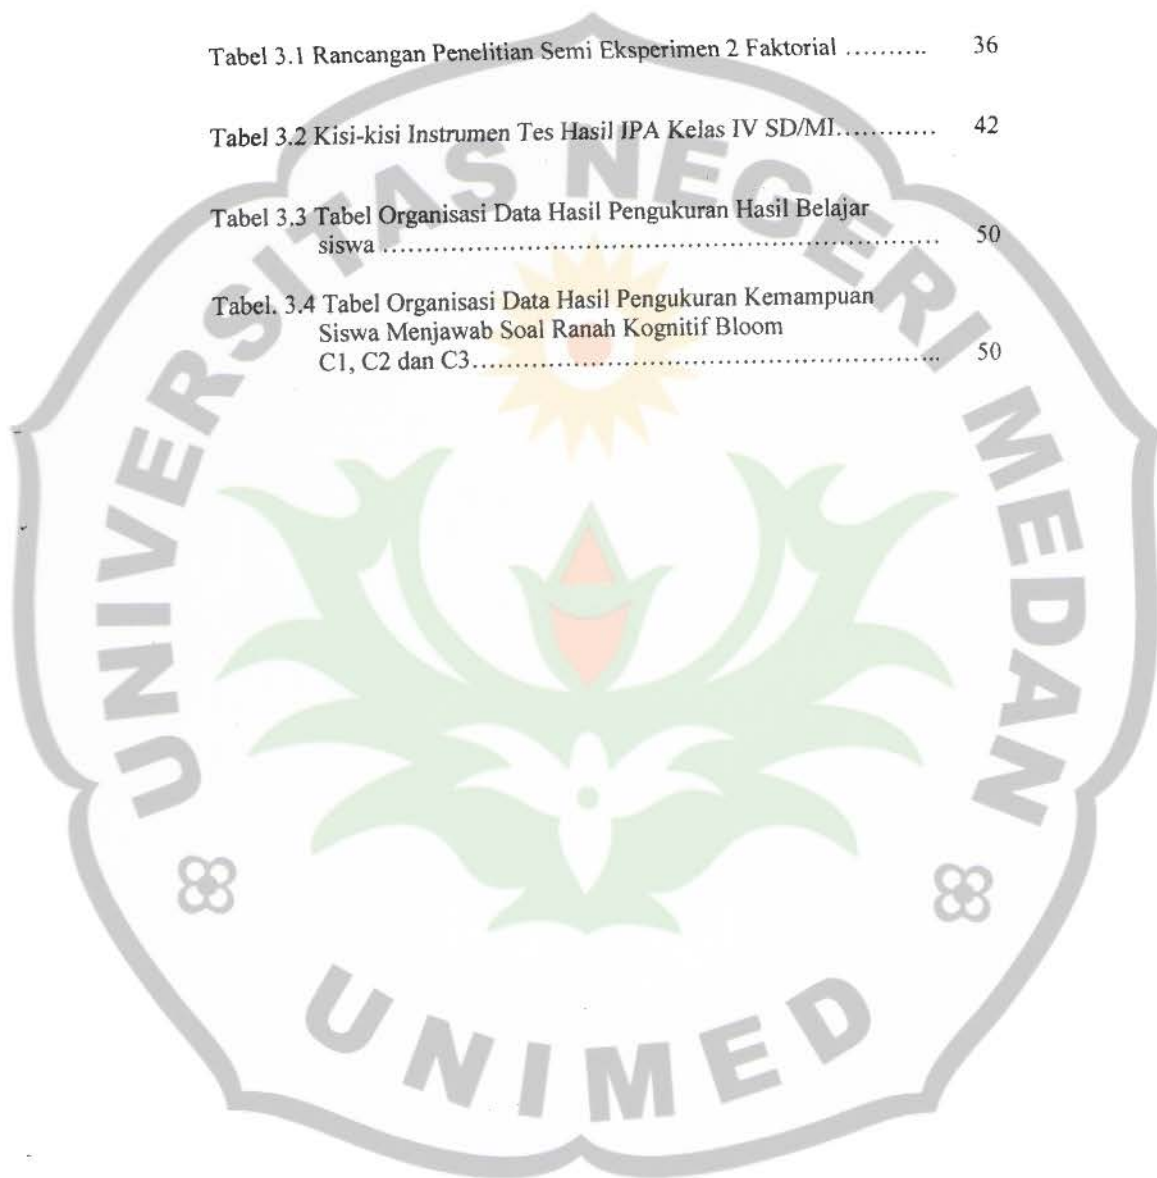 Tabel 3.1 Rancangan Penelitian Semi Eksperimen 2 Faktorial .......... 36
Tabel 3.2 Kisi-kisi Instrumen Tes Hasil IPA Kelas IV SD/MI............ 42
Tabel 3.3 Tabel Organisasi Data Hasil Pengukuran Hasil Belajar
siswa ................................................................ 50
Tabel. 3.4 Tabel Organisasi Data Hasil Pengukuran Kemampuan
Siswa Menjawab Soal Ranah Kognitif Bloom
C1, C2 dan C3..................................................... 50
UNIVERSITAS NEGERI MEDAN
UNIMED